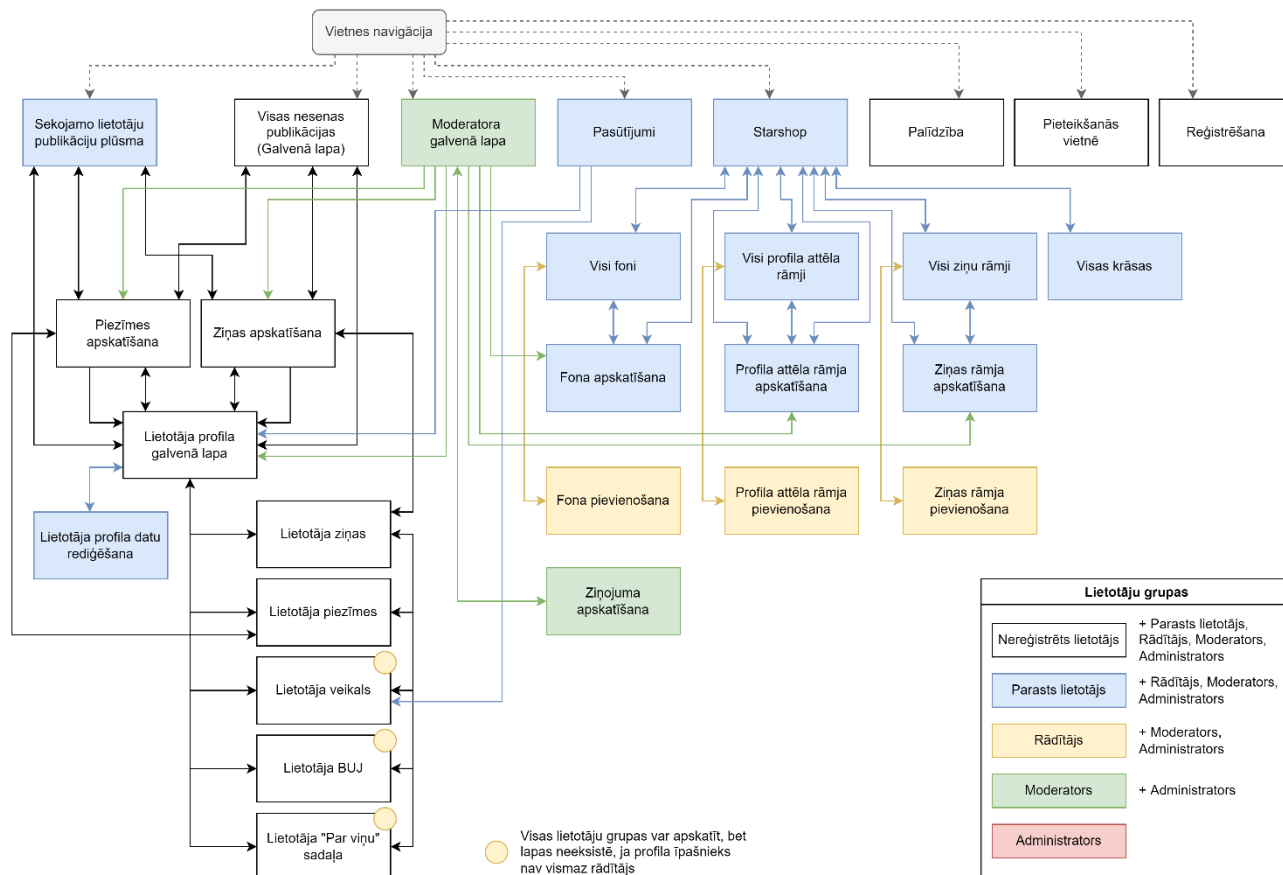 Vietnes navigācija
Sekojamo lietotāju
publikāciju plūsma
Visas nesenas
publikācijas
(Galvenā lapa)
Moderatora
galvenā lapa
Pasūtījumi
Starshop
Palīdzība
Pieteikšanās
vietnē
Reģistrēšana
Visi foni
Visi profila attēla
rāmji
Visi ziņu rāmji
Visas krāsas
Piezīmes
apskatīšana
Ziņas apskatīšana
Fona apskatīšana
Profila attēla rāmja
apskatīšana
Ziņas rāmja
apskatīšana
Lietotāja profila
galvenā lapa
Fona pievienošana
Profila attēla rāmja
pievienošana
Ziņas rāmja
pievienošana
Lietotāja profila datu
rediģēšana
Lietotāja ziņas
Lietotāja piezīmes
Ziņojuma
apskatīšana
Lietotāja veikals
Lietotāja BUJ
Lietotāja "Par viņu"
sadaļa
Visas lietotāju grupas var apskatīt, bet
lapas neeksistē, ja profila īpašnieks
nav vismaz rādītājs
Lietotāju grupas
Nereģistrēts lietotājs
+ Parasts lietotājs,
Rādītājs, Moderators,
Administrators
Parasts lietotājs
+ Rādītājs, Moderators,
Administrators
Rādītājs
+ Moderators,
Administrators
Moderators
+ Administrators
Administrators